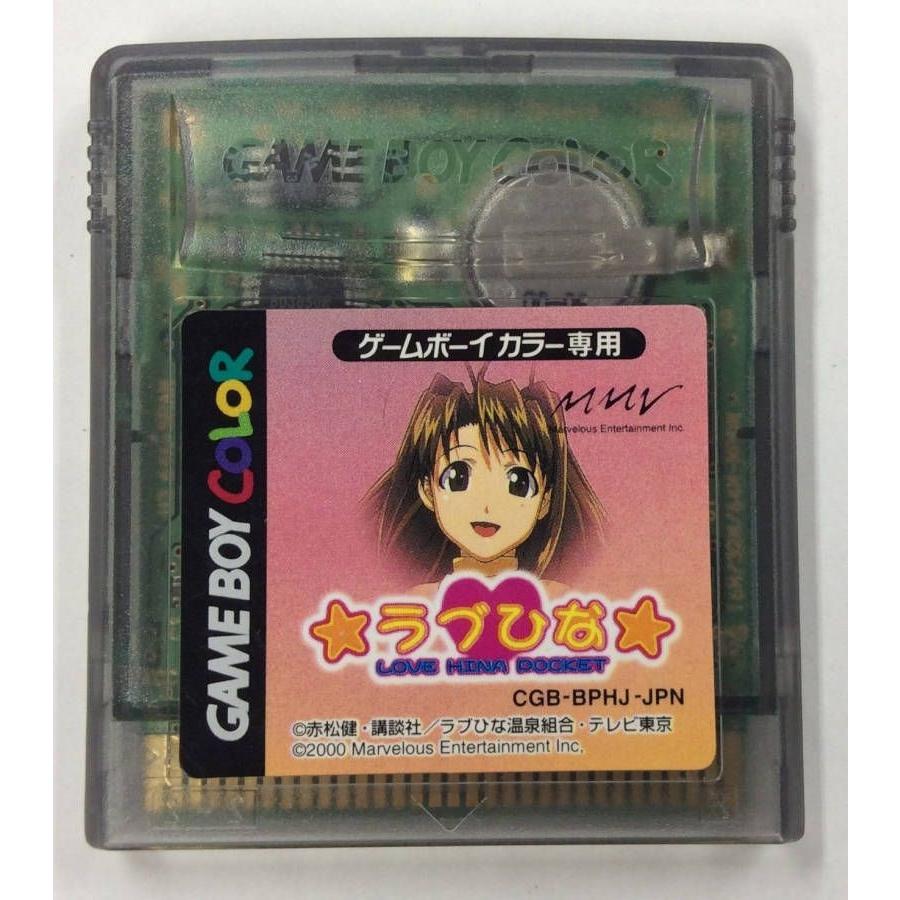 GAME BOY COLOR
ゲームボーイカラー専用
Marvelous Entertainment Inc.
GAME BOY COLOR
ラブひな
LOVE HINA POCKET
CGB-BPHJ-JPN
©赤松健・講談社／ラブひな温泉組合・テレビ東京
©2000 Marvelous Entertainment Inc.